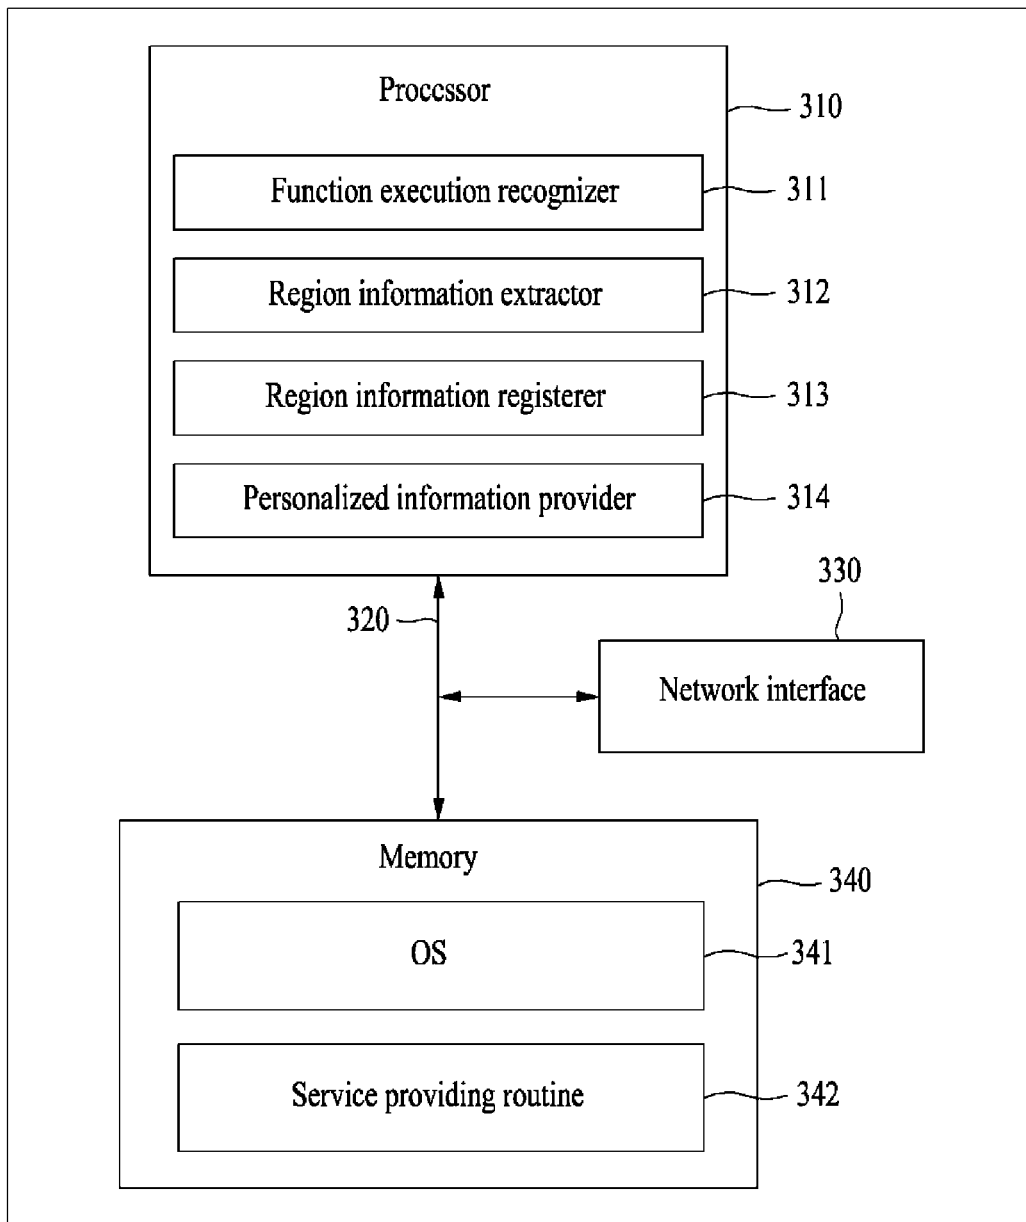 Processor
310
Function execution recognizer
311
Region information extractor
312
Region information registerer
313
Personalized information provider
314
320
330
Network interface
Memory
340
OS
341
Service providing routine
342